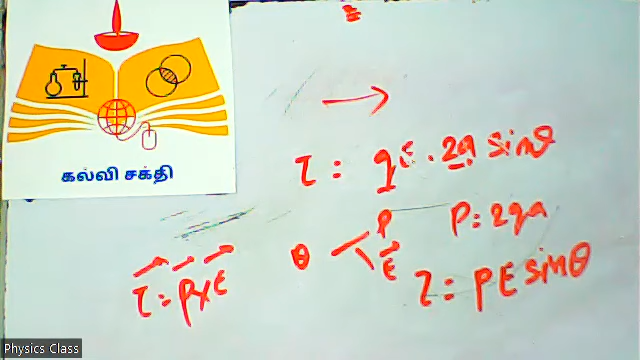 கல்வி சக்தி
τ = qE . 2a sinθ
P = 2qa
θ
P
E
τ = PE sinθ
τ = P x E
Physics Class